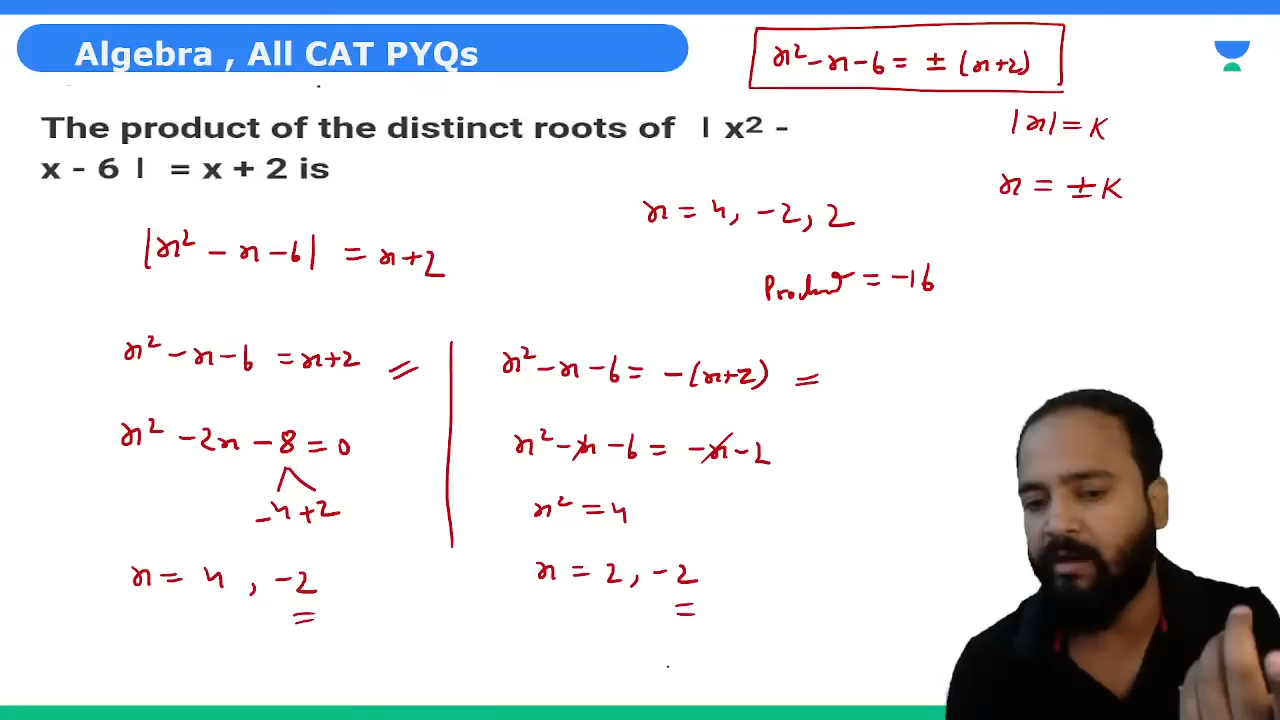 Algebra , All CAT PYQs
x² - x - 6 = ± (x+2)
|x| = K
x = ±K
The product of the distinct roots of | x2 -
x - 6 | = x + 2 is
x = 4, -2, 2
|x² - x - 6| = x+2
Product = -16
x² - x - 6 = x+2
x² - x - 6 = -(x+2)
x² - 2x - 8 = 0
x² - x - 6 = -x - 2
-4 +2
x² = 4
x = 4, -2
x = 2, -2